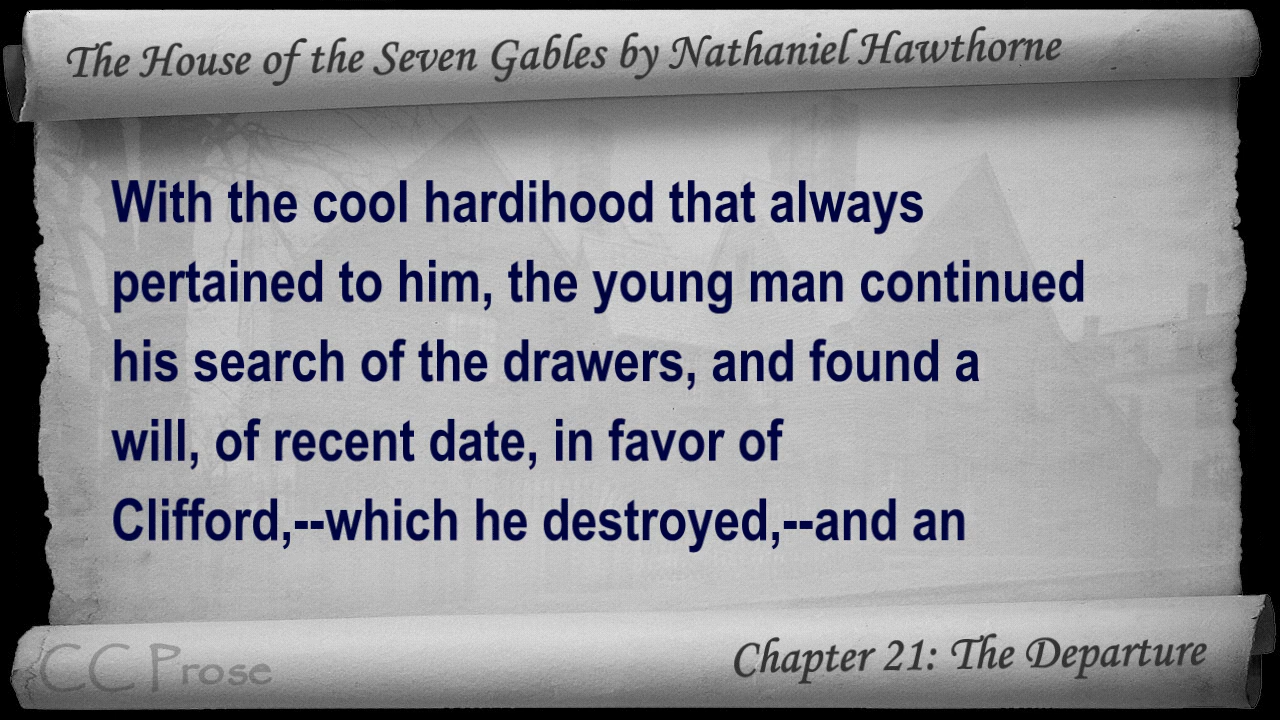 The House of the Seven Gables by Nathaniel Hawthorne
With the cool hardihood that always
pertained to him, the young man continued
his search of the drawers, and found a
will, of recent date, in favor of
Clifford,--which he destroyed,--and an
CC Prose
Chapter 21: The Departure